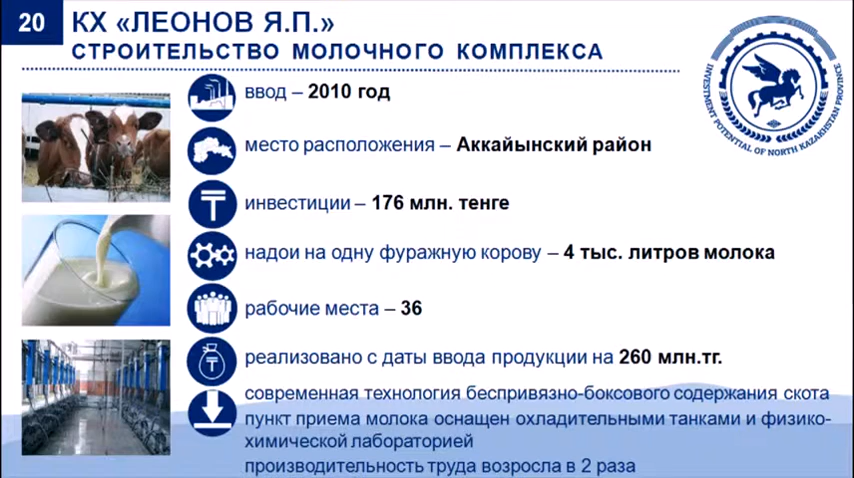 20
КХ «ЛЕОНОВ Я.П.»
СТРОИТЕЛЬСТВО МОЛОЧНОГО КОМПЛЕКСА
INVESTMENT POTENTIAL OF NORTH KAZAKHSTAN PROVINCE
ввод – 2010 год
место расположения – Аккайынский район
инвестиции – 176 млн. тенге
надои на одну фуражную корову – 4 тыс. литров молока
рабочие места – 36
реализовано с даты ввода продукции на 260 млн.тг.
современная технология беспривязно-боксового содержания скота
пункт приема молока оснащен охладительными танками и физико-
химической лабораторией
производительность труда возросла в 2 раза